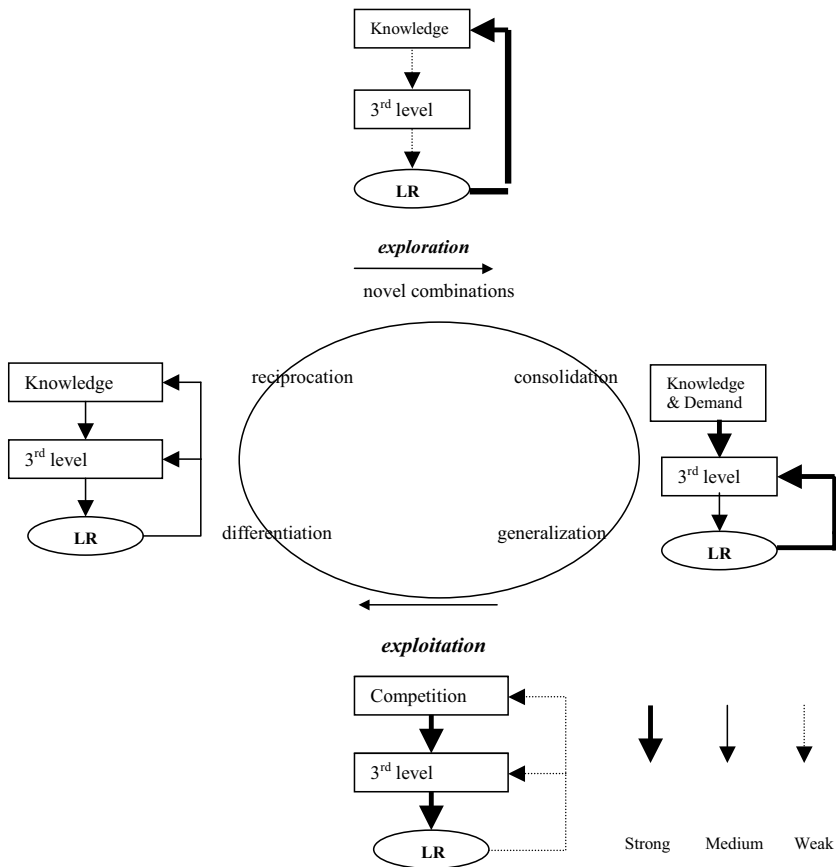 Knowledge
3rd level
LR
exploration
novel combinations
reciprocation
consolidation
Knowledge
3rd level
LR
Knowledge
& Demand
3rd level
LR
differentiation
generalization
exploitation
Competition
3rd level
LR
Strong
Medium
Weak